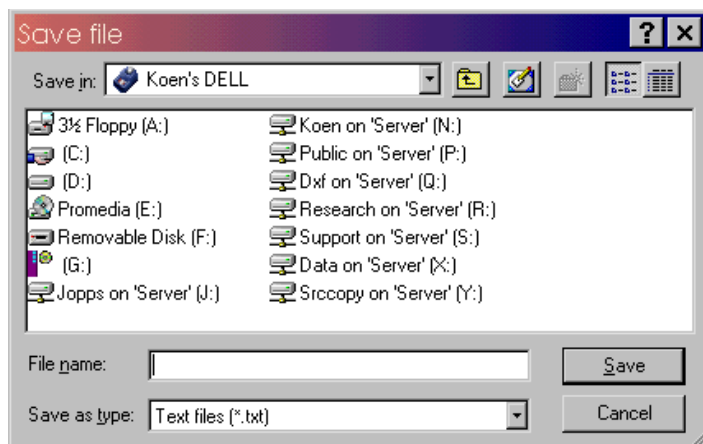 Save file
Save in: Koen's DELL
3½ Floppy (A:)
(C:)
(D:)
Promedia (E:)
Removable Disk (F:)
(G:)
Jopps on 'Server' (J:)
Koen on 'Server' (N:)
Public on 'Server' (P:)
Dxf on 'Server' (Q:)
Research on 'Server' (R:)
Support on 'Server' (S:)
Data on 'Server' (X:)
Srccopy on 'Server' (Y:)
File name:
Save
Save as type: Text files (*.txt)
Cancel